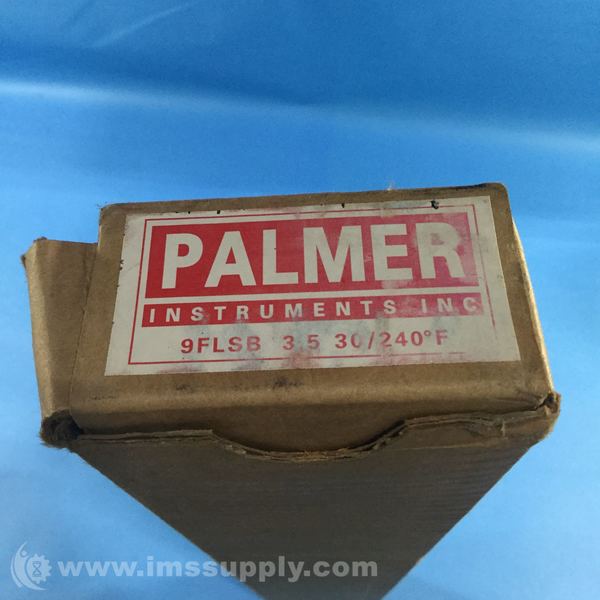 PALMER
INSTRUMENTS INC
9FLSB 3.5 30/240°F
www.imssupply.com